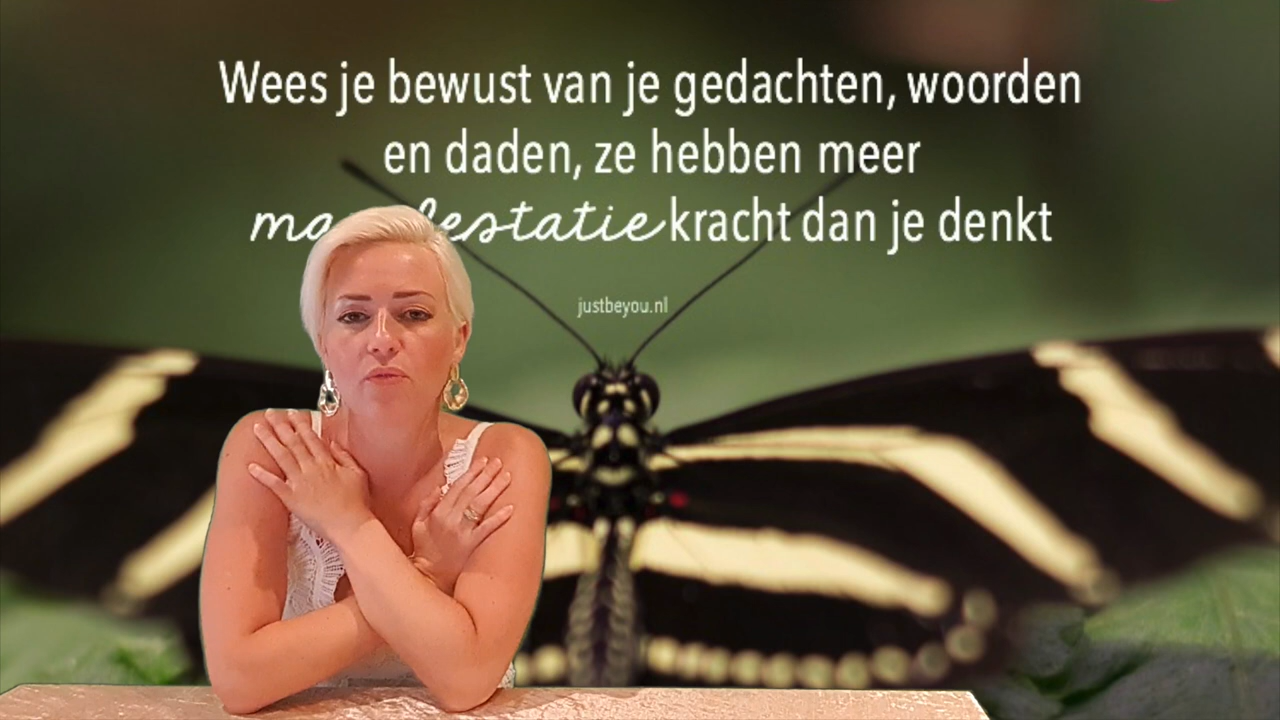 Wees je bewust van je gedachten, woorden
en daden, ze hebben meer
kracht dan je denkt
justbeyou.nl